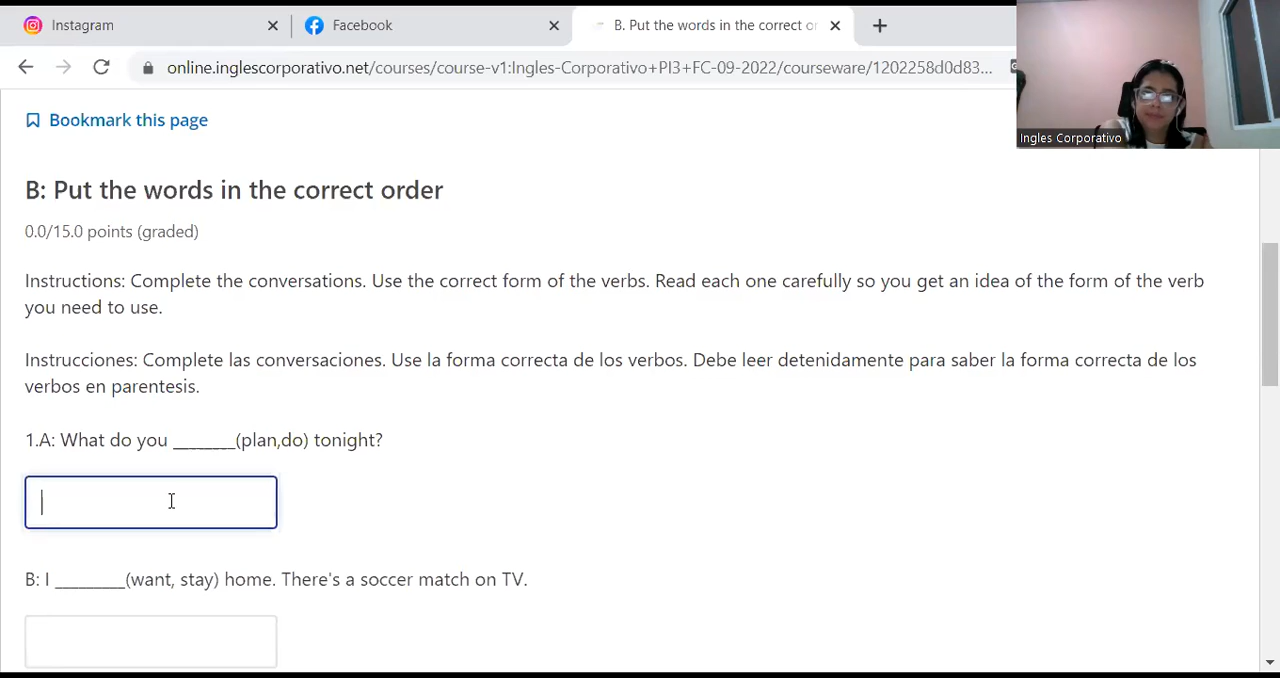 Instagram
Facebook
B. Put the words in the correct or
online.inglescorporativo.net/courses/course-v1:Ingles-Corporativo+PI3+FC-09-2022/courseware/1202258d0d83...
Ingles Corporativo
Bookmark this page
B: Put the words in the correct order
0.0/15.0 points (graded)
Instructions: Complete the conversations. Use the correct form of the verbs. Read each one carefully so you get an idea of the form of the verb
you need to use.
Instrucciones: Complete las conversaciones. Use la forma correcta de los verbos. Debe leer detenidamente para saber la forma correcta de los
verbos en parentesis.
1.A: What do you ________(plan,do) tonight?
B: I _________(want, stay) home. There's a soccer match on TV.